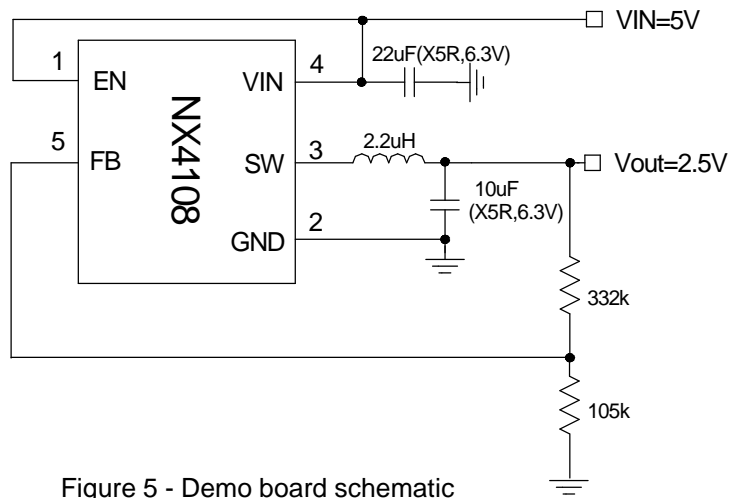 VIN=5V
1
EN
VIN
4
22uF(X5R,6.3V)
NX4108
5
FB
SW
3
2.2uH
Vout=2.5V
10uF
(X5R,6.3V)
GND
2
332k
105k
Figure 5 - Demo board schematic